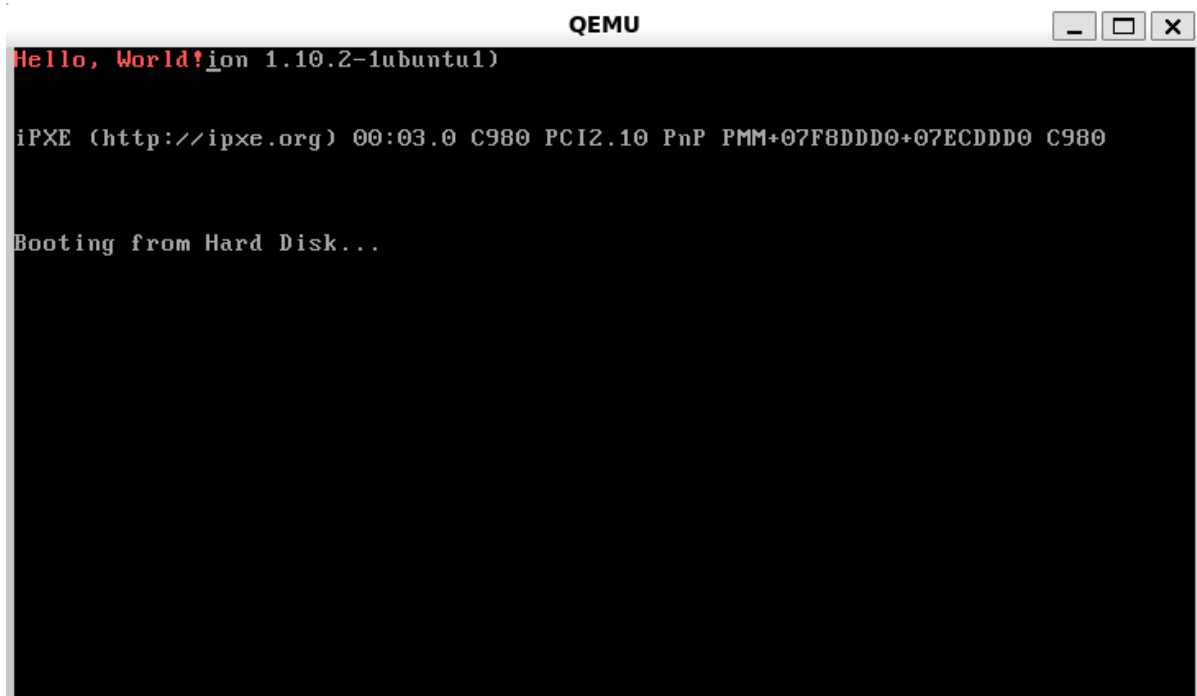 QEMU
Hello, World!ion 1.10.2-1ubuntu1)
iPXE (http://ipxe.org) 00:03.0 C980 PCI2.10 PnP PMM+07F8DDD0+07ECDDD0 C980
Booting from Hard Disk...